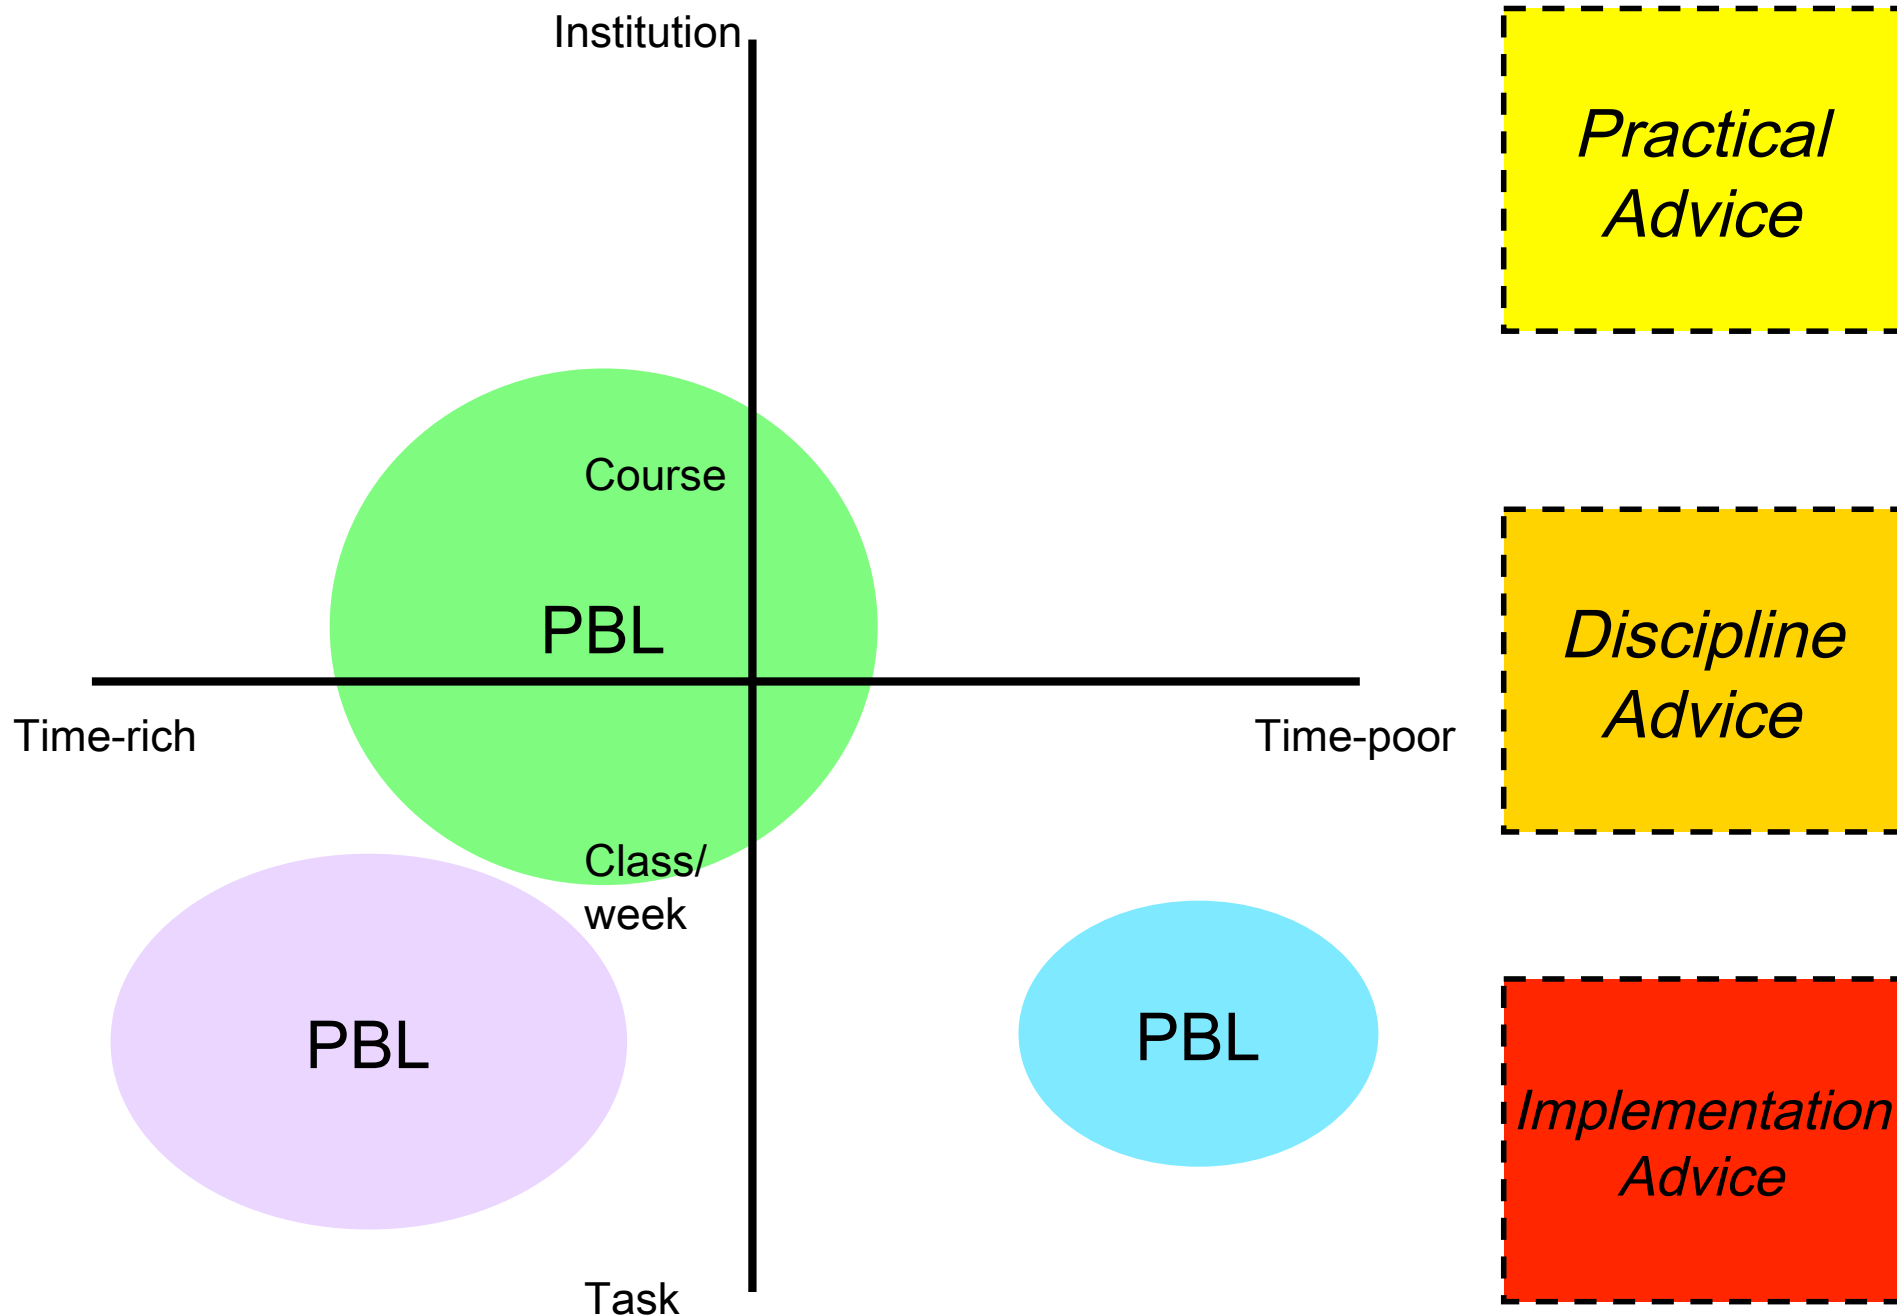 Institution
Practical
Advice
Course
PBL
Discipline
Advice
Time-rich
Time-poor
Class/
week
PBL
PBL
Implementation
Advice
Task